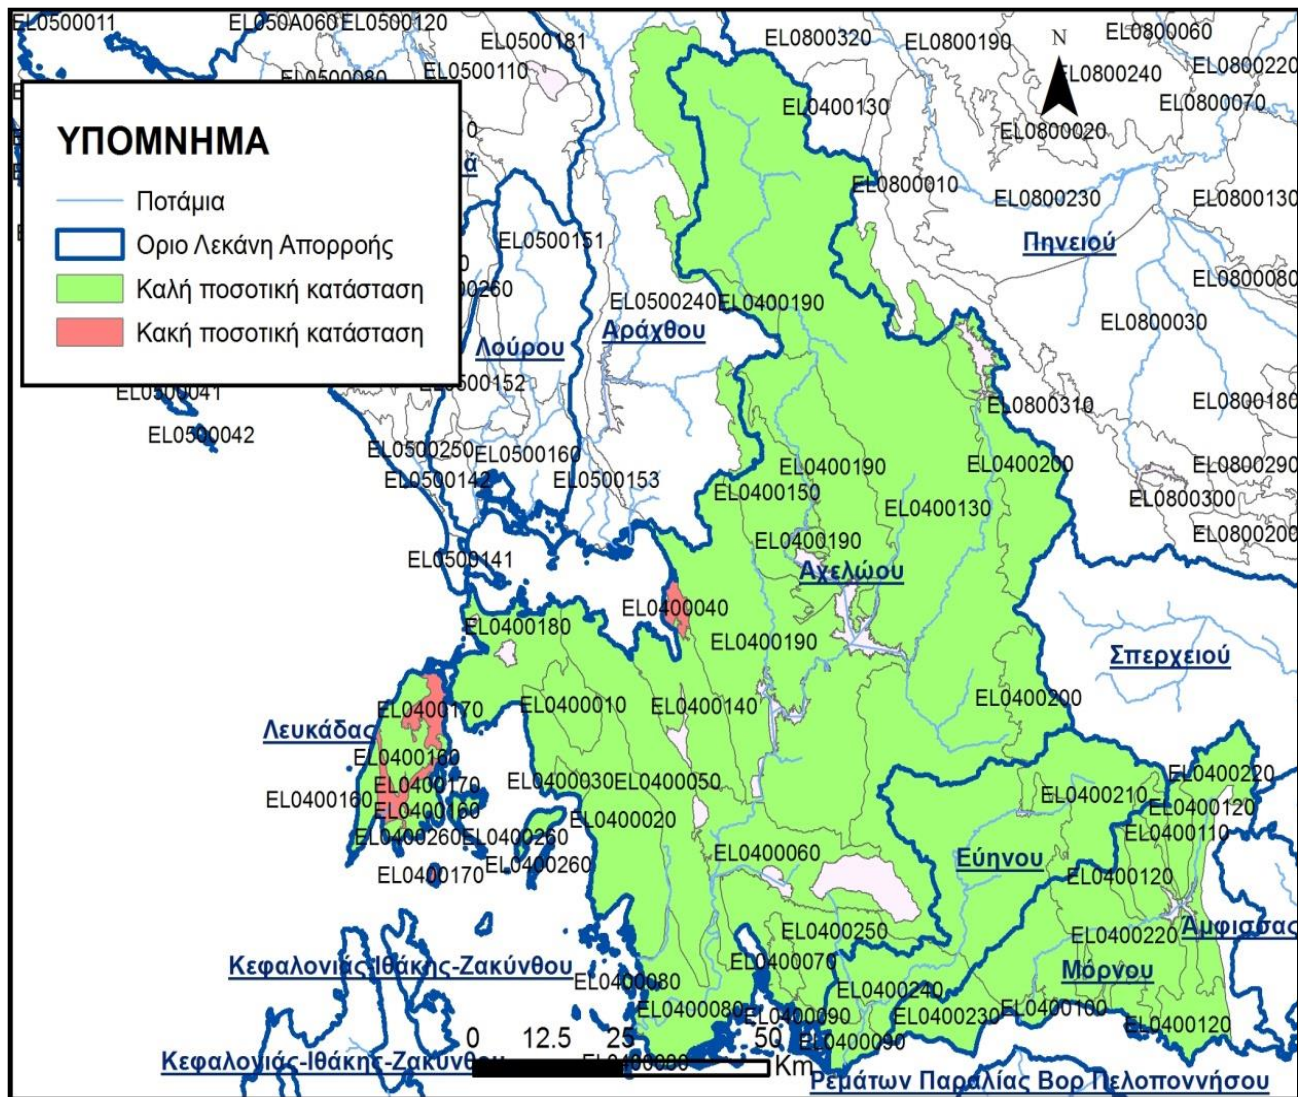 EL0500011
EL050A060
EL0500120
EL0500181
EL0500110
EL0500080
EL0800320
EL0800190
EL0800060
EL0800220
N
EL0800240
EL0800070
EL0400130
EL0800020
ΥΠΟΜΝΗΜΑ
Ποτάμια
Οριο Λεκάνη Απορροής
Καλή ποσοτική κατάσταση
Κακή ποσοτική κατάσταση
EL0800010
EL0800230
EL0800130
EL0500151
Πηνειού
EL0800080
EL0500240
EL0400190
Αράχθου
EL0800030
Λούρου
EL0500152
EL0500041
EL0800310
EL0800180
EL0500042
EL0500250
EL0500160
EL0400190
EL0400200
EL0800290
EL0500142
EL0500153
EL0400150
EL0400130
EL0800300
EL0800200
EL0400190
EL0500141
Αχελώου
EL0400040
EL0400180
EL0400190
Σπερχειού
EL0400170
EL0400010
EL0400140
EL0400200
Λευκάδας
EL0400160
EL0400170
EL0400030
EL0400050
EL0400220
EL0400160
EL0400160
EL0400210
EL0400120
EL0400020
EL0400110
EL0400260
EL0400260
EL0400260
EL0400060
Εύηνου
EL0400170
EL0400120
EL0400250
EL0400220
Άμφισσας
Κεφαλονιάς-Ιθάκης-Ζακύνθου
EL0400070
Μόρνου
EL0400080
EL0400240
EL0400080
EL0400090
EL0400230
EL0400100
EL0400120
0 12.5 25 50
EL0400090
Κεφαλονιάς-Ιθάκης-Ζακύνθου
EL0400080
Km
Ρεμάτων Παραλίας Βορ Πελοποννήσου